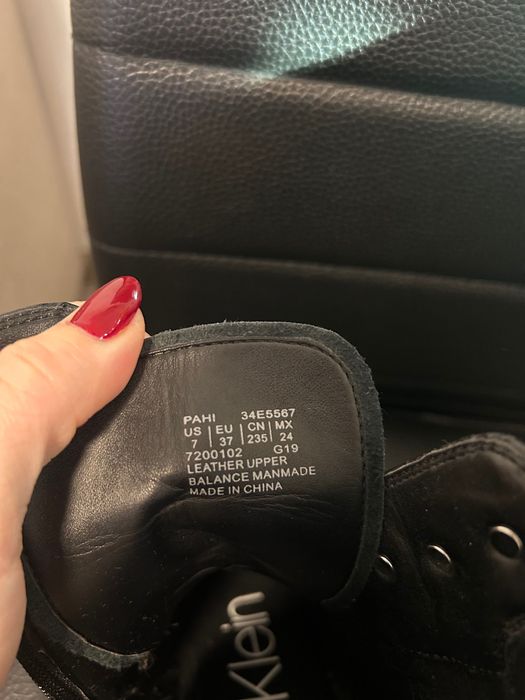 PAHI 34E5567
US | EU | CN | MX
7 | 37 | 235 | 24
7200102 G19
LEATHER UPPER
BALANCE MANMADE
MADE IN CHINA
Klein